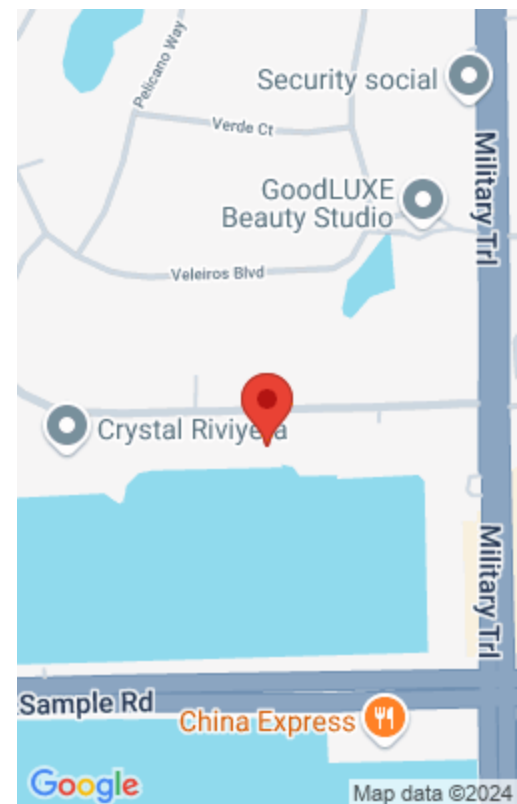 Pelicano Way
Security social
Verde Ct
Military Trl
GoodLUXE
Beauty Studio
Veleiros Blvd
Crystal Riviyera
Military Trl
Sample Rd
China Express
Google
Map data ©2024